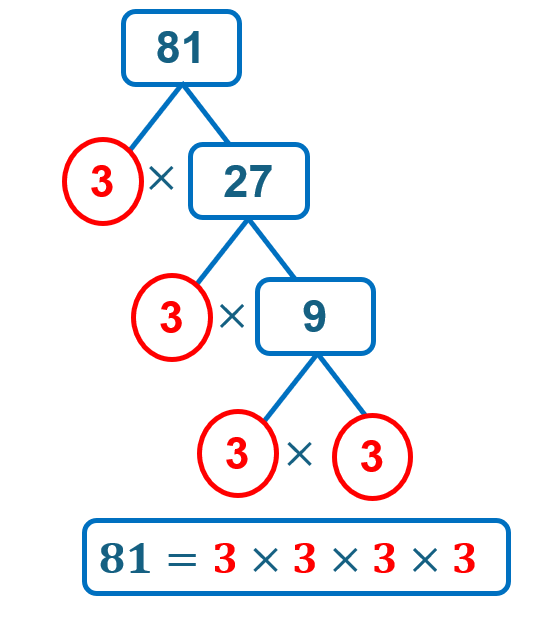 81
3 × 27
3 × 9
3 × 3
81 = 3 × 3 × 3 × 3